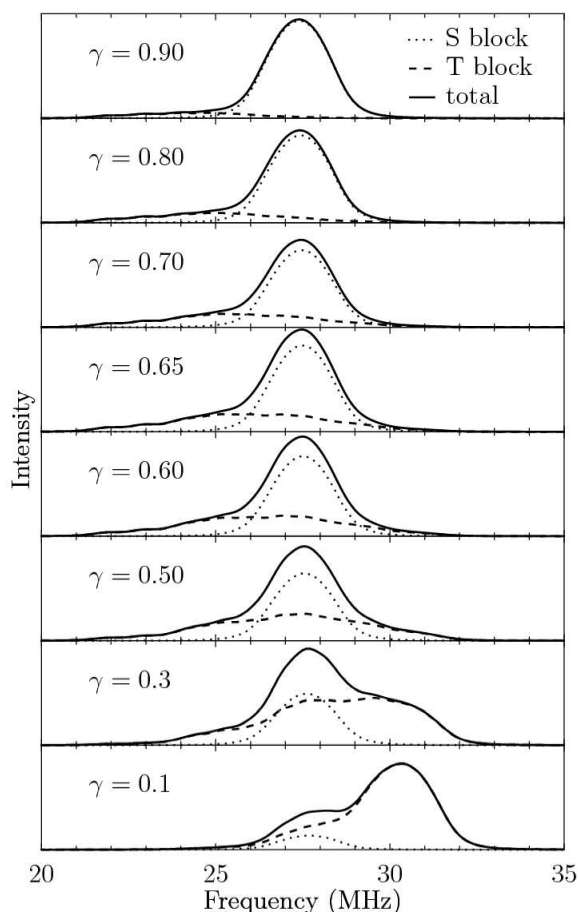 γ = 0.90
S block
T block
total
γ = 0.80
γ = 0.70
γ = 0.65
γ = 0.60
γ = 0.50
γ = 0.3
γ = 0.1
Intensity
20 25 30 35
Frequency (MHz)